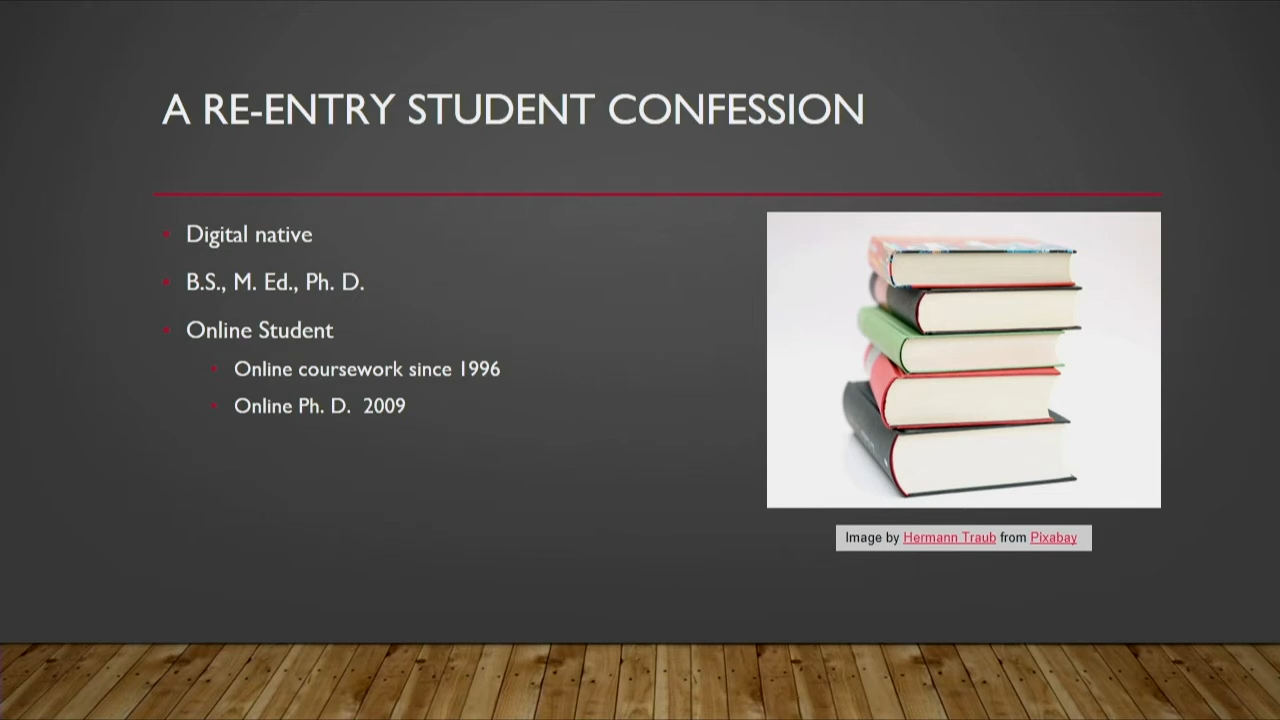 A RE-ENTRY STUDENT CONFESSION
Digital native
B.S., M. Ed., Ph. D.
Online Student
Online coursework since 1996
Online Ph. D. 2009
Image by Hermann Traub from Pixabay